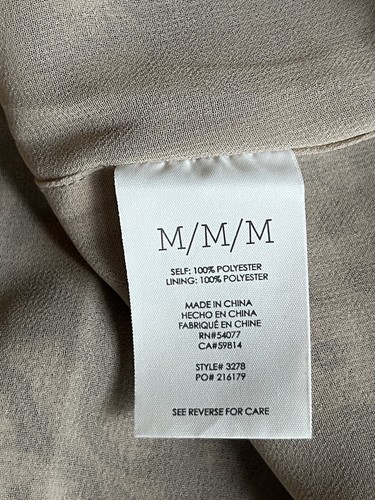 M/M/M
SELF: 100% POLYESTER
LINING: 100% POLYESTER
MADE IN CHINA
HECHO EN CHINA
FABRIQUÉ EN CHINE
RN#54077
CA#59814
STYLE# 3278
PO# 216179
SEE REVERSE FOR CARE